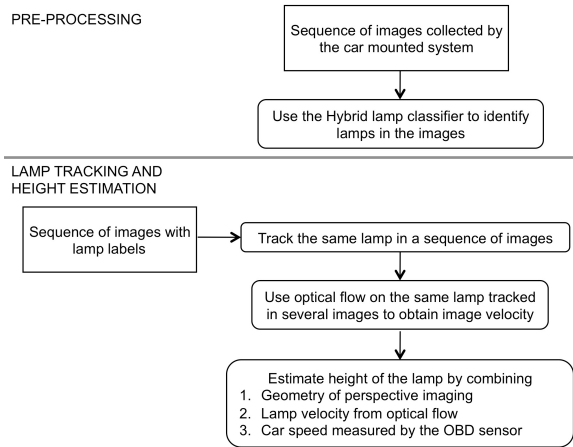 PRE-PROCESSING
Sequence of images collected by
the car mounted system
Use the Hybrid lamp classifier to identify
lamps in the images
LAMP TRACKING AND
HEIGHT ESTIMATION
Sequence of images with
lamp labels
Track the same lamp in a sequence of images
Use optical flow on the same lamp tracked
in several images to obtain image velocity
Estimate height of the lamp by combining
1. Geometry of perspective imaging
2. Lamp velocity from optical flow
3. Car speed measured by the OBD sensor